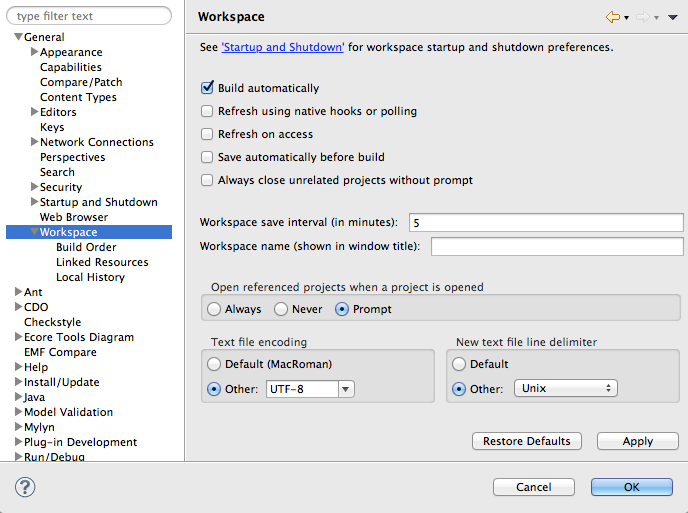 type filter text
General
Appearance
Capabilities
Compare/Patch
Content Types
Editors
Keys
Network Connections
Perspectives
Search
Security
Startup and Shutdown
Web Browser
Workspace
Build Order
Linked Resources
Local History
Ant
CDO
Checkstyle
Ecore Tools Diagram
EMF Compare
Help
Install/Update
Java
Model Validation
Mylyn
Plug-in Development
Run/Debug
Workspace
See 'Startup and Shutdown' for workspace startup and shutdown preferences.
Build automatically
Refresh using native hooks or polling
Refresh on access
Save automatically before build
Always close unrelated projects without prompt
Workspace save interval (in minutes): 5
Workspace name (shown in window title):
Open referenced projects when a project is opened
Always Never Prompt
Text file encoding
Default (MacRoman)
Other: UTF-8
New text file line delimiter
Default
Other: Unix
Restore Defaults Apply
? Cancel OK